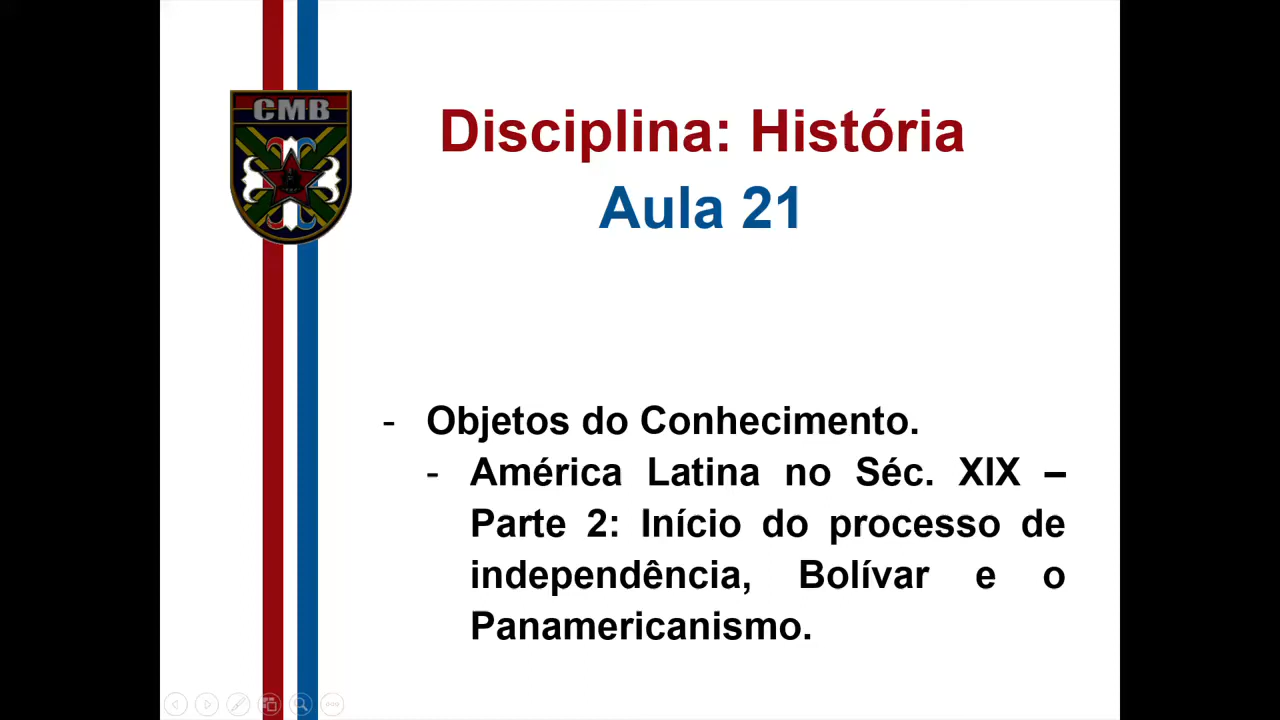 CMB
Disciplina: História
Aula 21
- Objetos do Conhecimento.
- América Latina no Séc. XIX –
Parte 2: Início do processo de
independência, Bolívar e o
Panamericanismo.